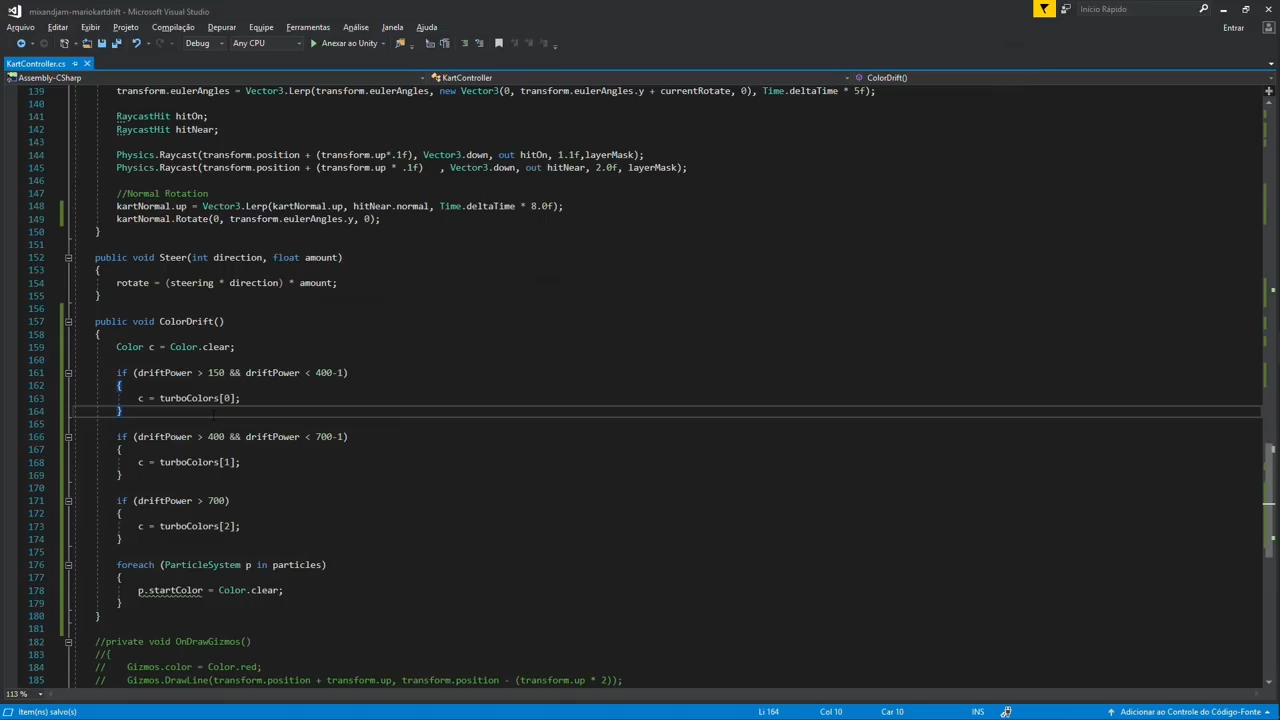 mixandjam-mariokartdrift - Microsoft Visual Studio
Início Rápido
Arquivo Editar Exibir Projeto Compilação Depurar Equipe Ferramentas Testar Análise Janela Ajuda
Entrar
Debug Any CPU Anexar ao Unity
KartController.cs
Assembly-CSharp KartController ColorDrift()
139 transform.eulerAngles = Vector3.Lerp(transform.eulerAngles, new Vector3(0, transform.eulerAngles.y + currentRotate, 0), Time.deltaTime * 5f);
140
141 RaycastHit hitOn;
142 RaycastHit hitNear;
143
144 Physics.Raycast(transform.position + (transform.up*.1f), Vector3.down, out hitOn, 1.1f,layerMask);
145 Physics.Raycast(transform.position + (transform.up * .1f)   , Vector3.down, out hitNear, 2.0f, layerMask);
146
147 //Normal Rotation
148 kartNormal.up = Vector3.Lerp(kartNormal.up, hitNear.normal, Time.deltaTime * 8.0f);
149 kartNormal.Rotate(0, transform.eulerAngles.y, 0);
150 }
151
152 public void Steer(int direction, float amount)
153 {
154 rotate = (steering * direction) * amount;
155 }
156
157 public void ColorDrift()
158 {
159 Color c = Color.clear;
160
161 if (driftPower > 150 && driftPower < 400-1)
162 {
163 c = turboColors[0];
164 }
165
166 if (driftPower > 400 && driftPower < 700-1)
167 {
168 c = turboColors[1];
169 }
170
171 if (driftPower > 700)
172 {
173 c = turboColors[2];
174 }
175
176 foreach (ParticleSystem p in particles)
177 {
178 p.startColor = Color.clear;
179 }
180 }
181
182 //private void OnDrawGizmos()
183 //{
184 //    Gizmos.color = Color.red;
185 //    Gizmos.DrawLine(transform.position + transform.up, transform.position - (transform.up * 2));
113 %
Item(ns) salvo(s) Li 164 Col 10 Car 10 INS Adicionar ao Controle do Código-Fonte